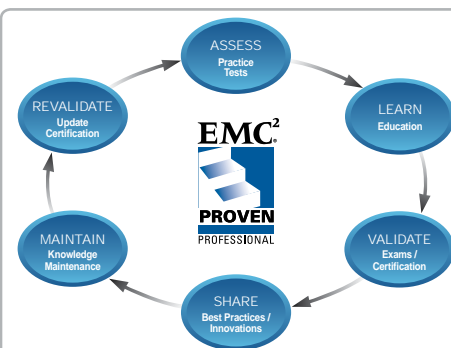 ASSESS
Practice
Tests
LEARN
Education
VALIDATE
Exams /
Certification
SHARE
Best Practices /
Innovations
MAINTAIN
Knowledge
Maintenance
REVALIDATE
Update
Certification
EMC²
PROVEN
PROFESSIONAL